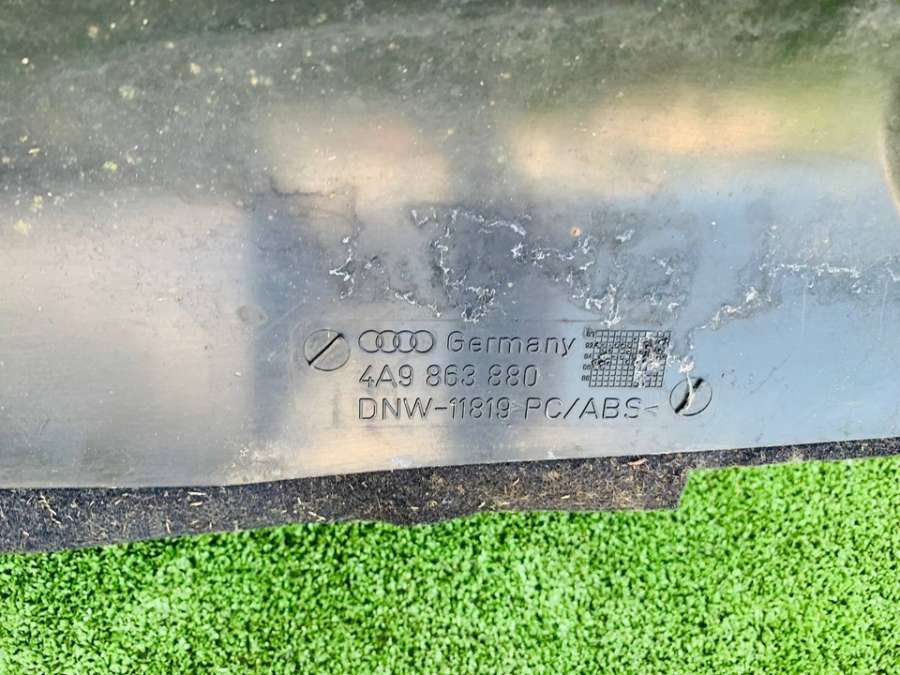 Germany
4A9 863 880
DNW-11819 >PC/ABS<